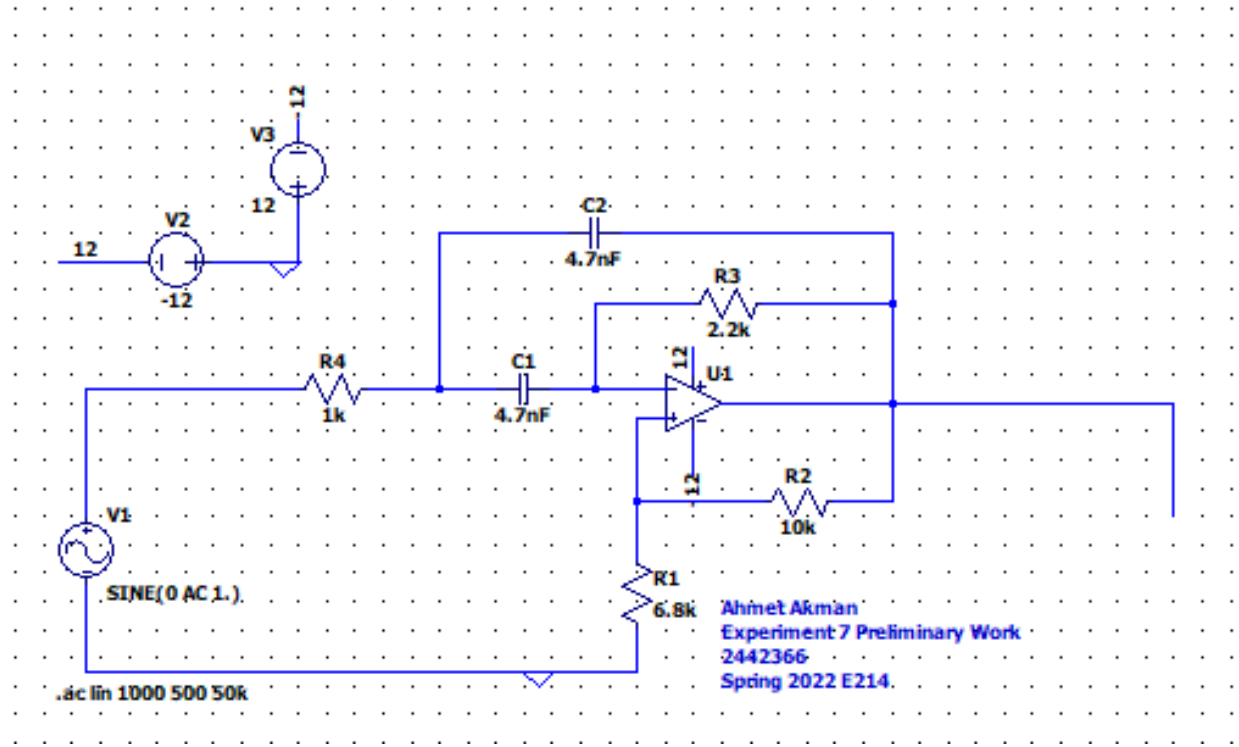 -12
V3
12
V2
12
-12
C2
4.7nF
R3
2.2k
R4
1k
C1
4.7nF
12
U1
-12
R2
10k
V1
SINE(0 AC 1.)
R1
6.8k
Ahmet Akman
Experiment 7 Preliminary Work
2442366
Spring 2022 E214.
.ac lin 1000 500 50k